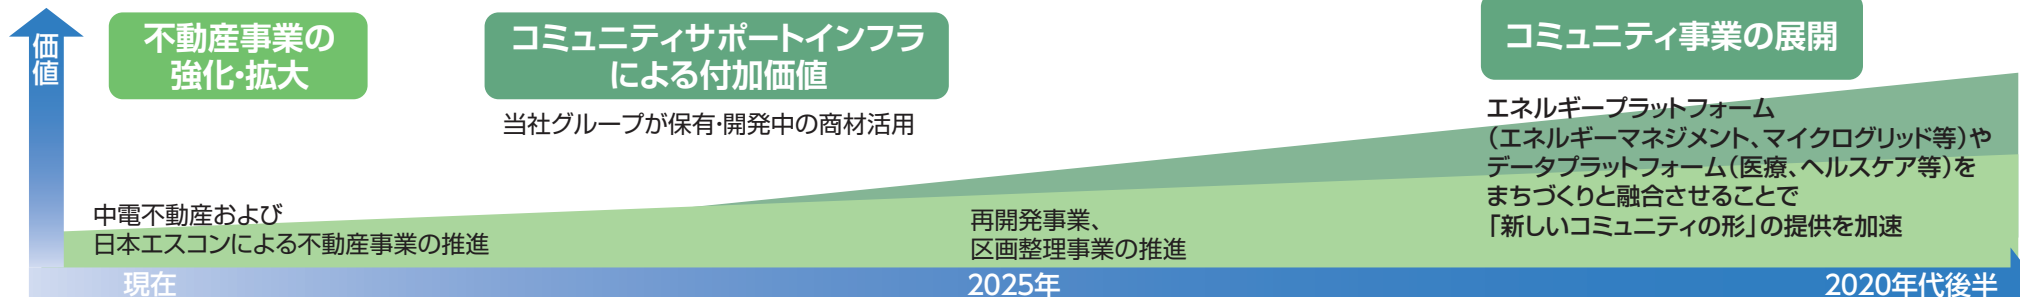 価値
不動産事業の
強化・拡大
コミュニティサポートインフラ
による付加価値
当社グループが保有・開発中の商材活用
コミュニティ事業の展開
エネルギープラットフォーム
（エネルギーマネジメント、マイクログリッド等）や
データプラットフォーム（医療、ヘルスケア等）を
まちづくりと融合させることで
「新しいコミュニティの形」の提供を加速
中電不動産および
日本エスコンによる不動産事業の推進
再開発事業、
区画整理事業の推進
現在
2025年
2020年代後半